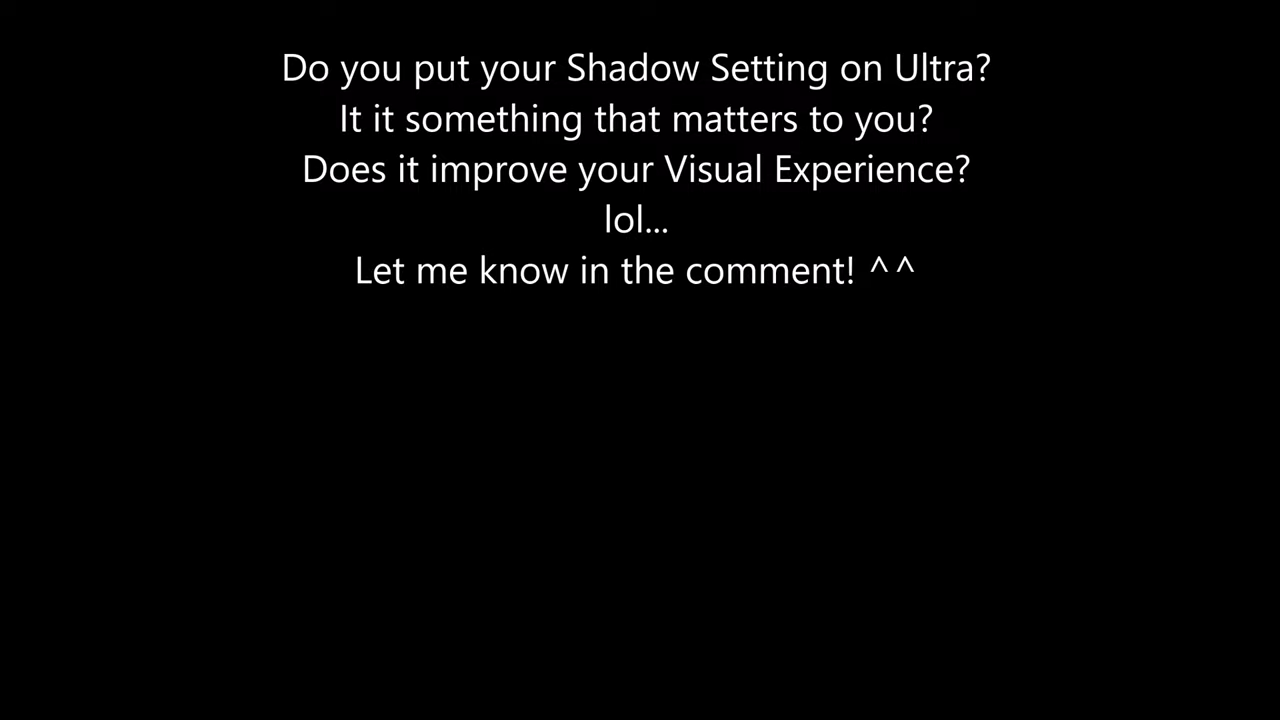 Do you put your Shadow Setting on Ultra?
It it something that matters to you?
Does it improve your Visual Experience?
lol...
Let me know in the comment! ^^